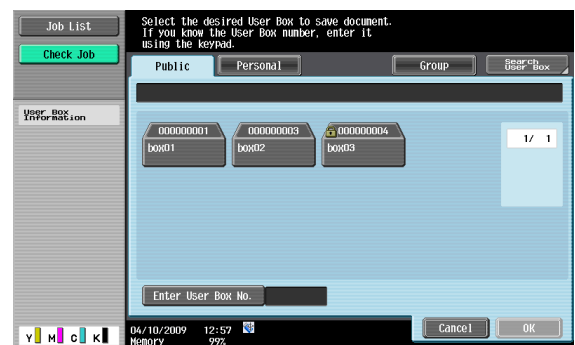 Job List
Check Job
Select the desired User Box to save document.
If you know the User Box number, enter it
using the keypad.
Public
Personal
Group
Search
User Box
User Box
Information
000000001
box01
000000003
box02
000000004
box03
1/ 1
Enter User Box No.
Y M C K
04/10/2009 12:57
Memory 99%
Cancel
OK